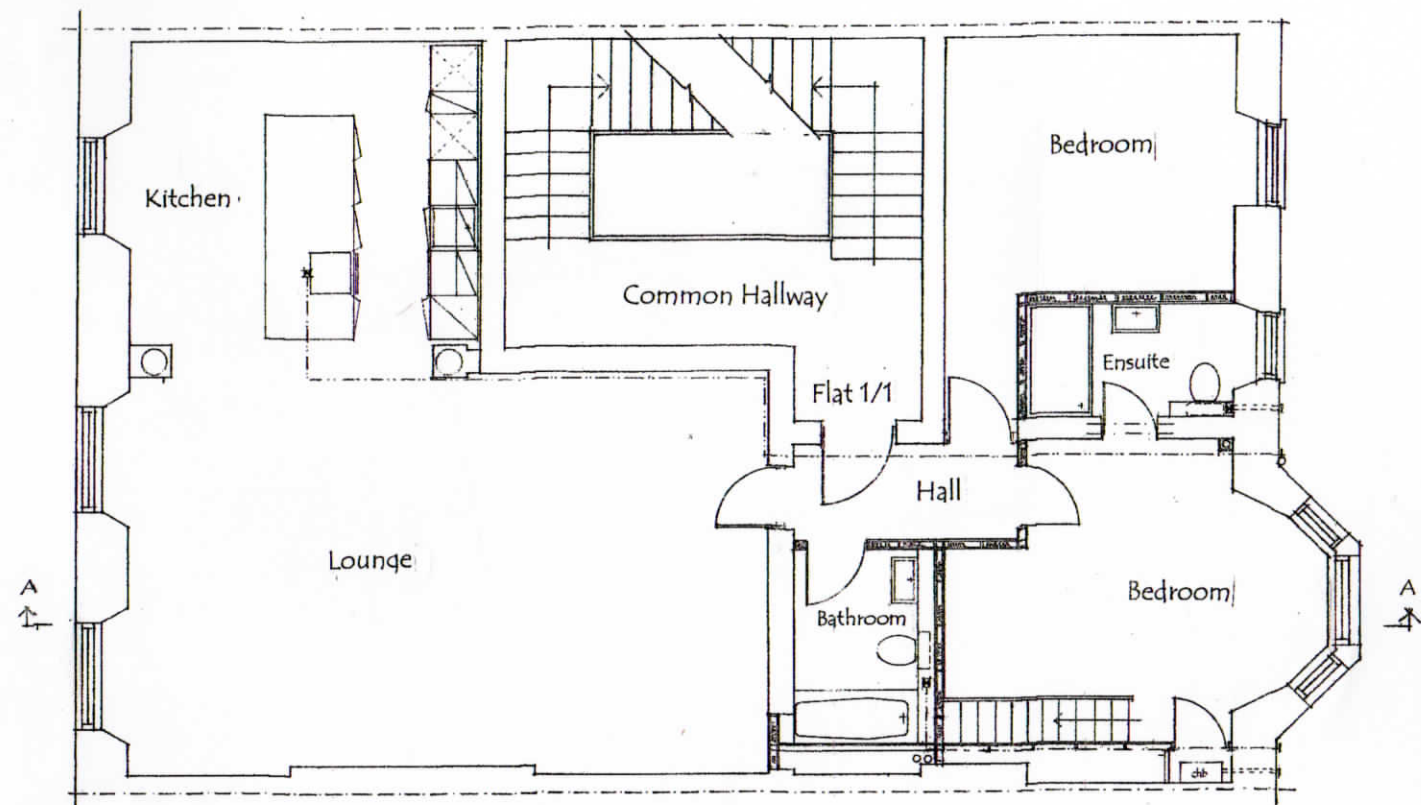 Kitchen
Bedroom
Common Hallway
Ensuite
Flat 1/1
Hall
Lounge
A
A
Bedroom
Bathroom
chb